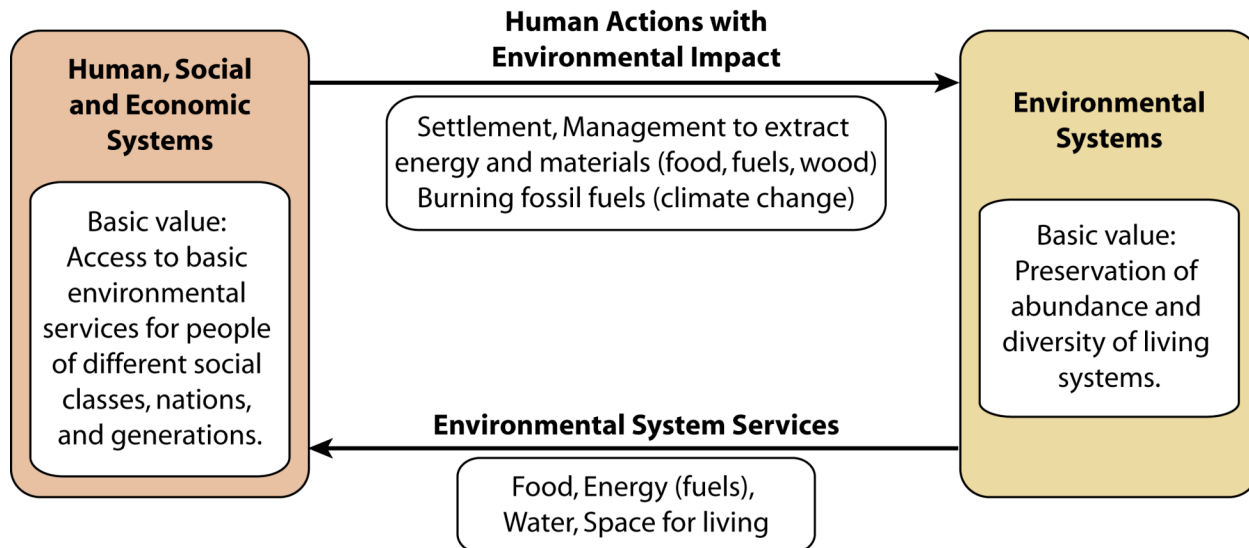 Human, Social
and Economic
Systems
Basic value:
Access to basic
environmental
services for people
of different social
classes, nations,
and generations.
Human Actions with
Environmental Impact
Settlement, Management to extract
energy and materials (food, fuels, wood)
Burning fossil fuels (climate change)
Environmental
Systems
Basic value:
Preservation of
abundance and
diversity of living
systems.
Environmental System Services
Food, Energy (fuels),
Water, Space for living